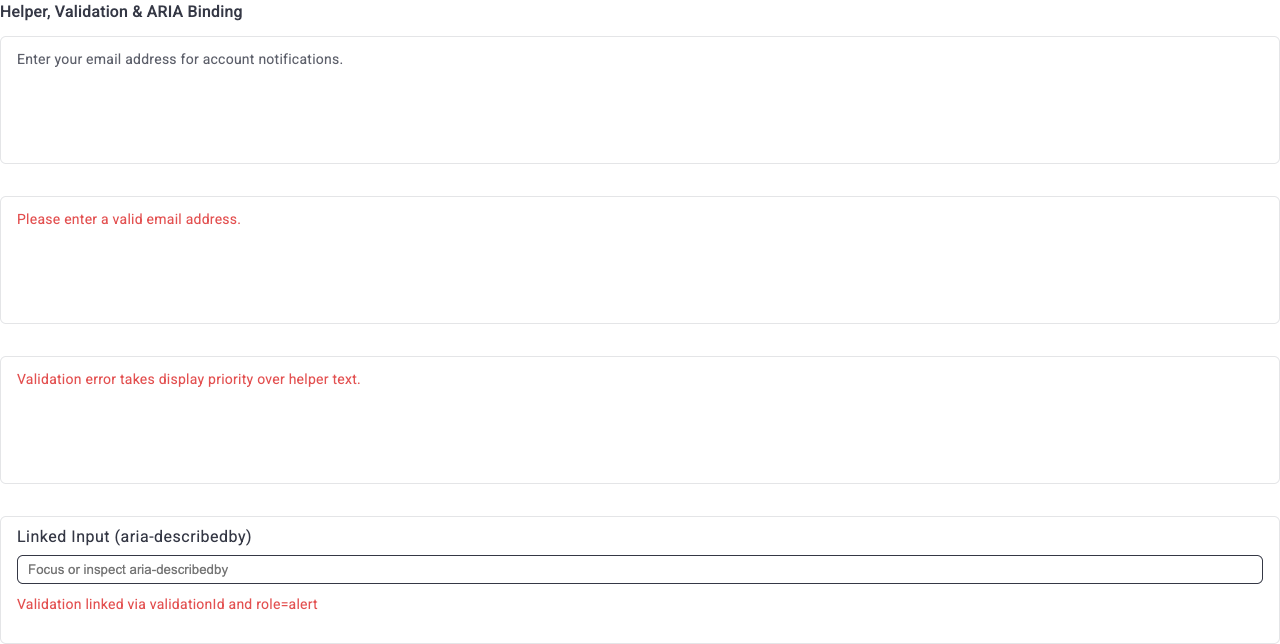 Helper, Validation & ARIA Binding
Enter your email address for account notifications.
Please enter a valid email address.
Validation error takes display priority over helper text.
Linked Input (aria-describedby)
Focus or inspect aria-describedby
Validation linked via validationId and role=alert